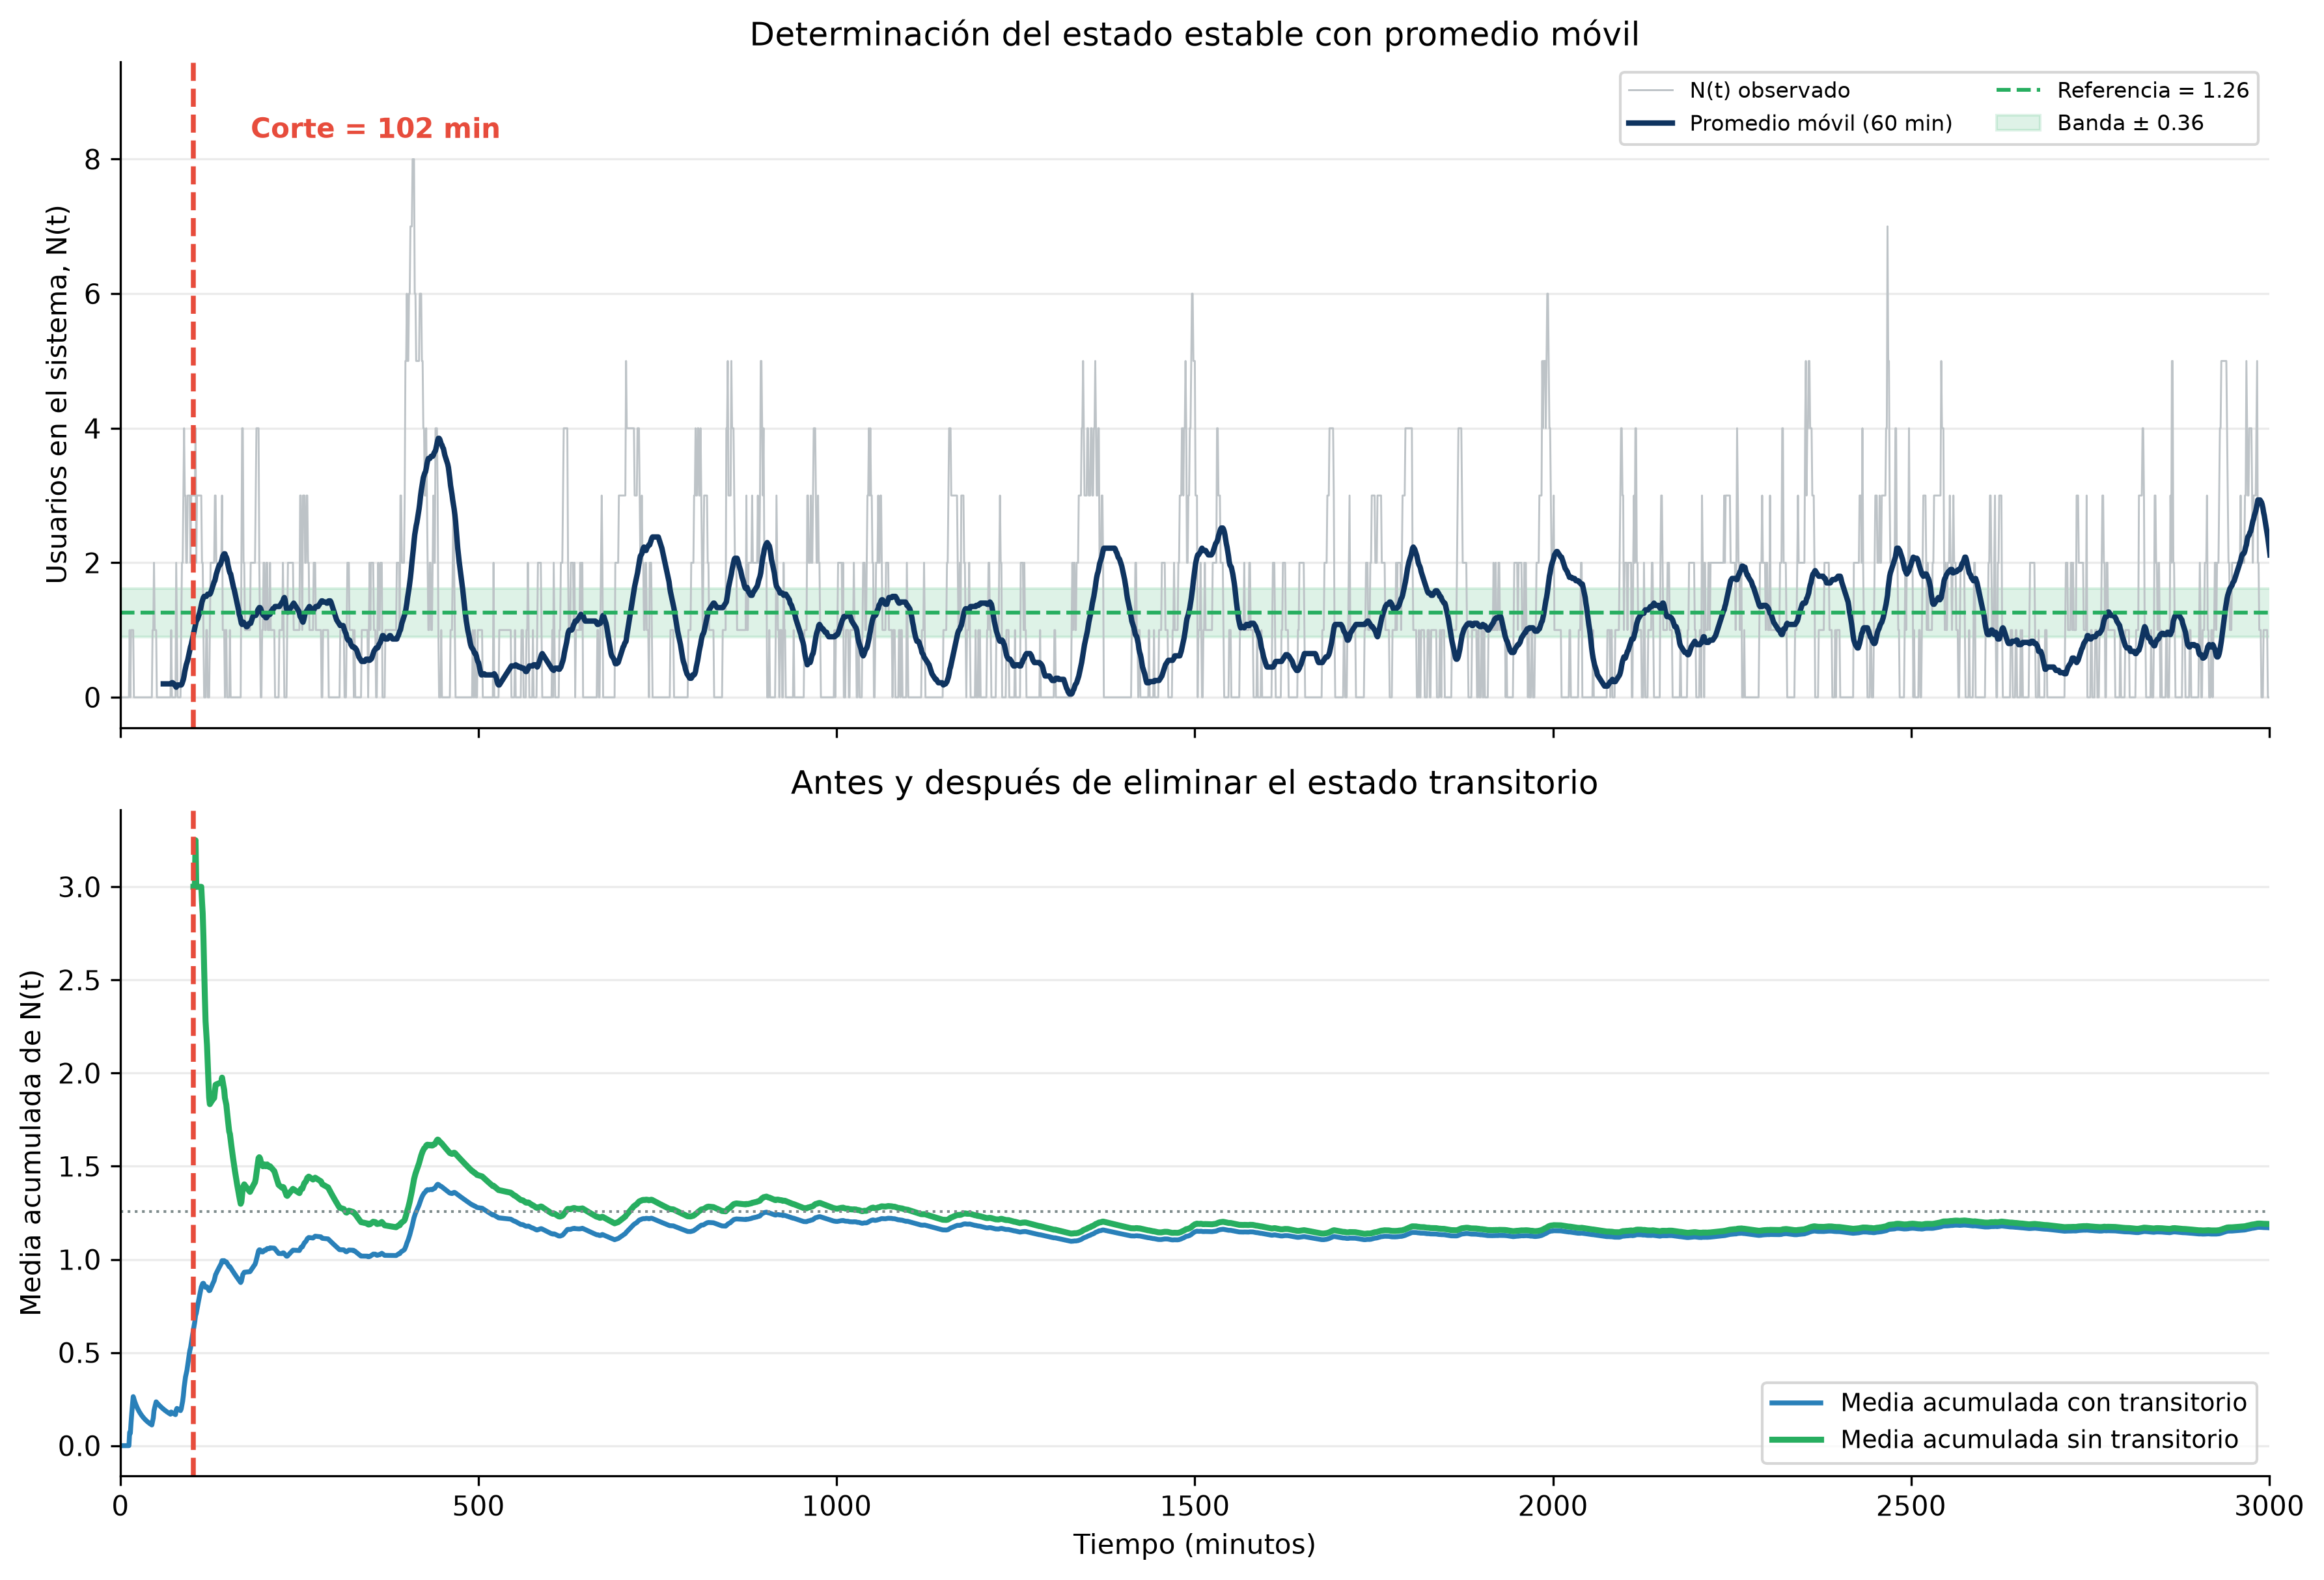 Determinación del estado estable con promedio móvil
N(t) observado
Promedio móvil (60 min)
Referencia = 1.26
Banda ± 0.36
Corte = 102 min
Usuarios en el sistema, N(t)
8
6
4
2
0
Antes y después de eliminar el estado transitorio
Media acumulada de N(t)
3.0
2.5
2.0
1.5
1.0
0.5
0.0
Media acumulada con transitorio
Media acumulada sin transitorio
0 500 1000 1500 2000 2500 3000
Tiempo (minutos)